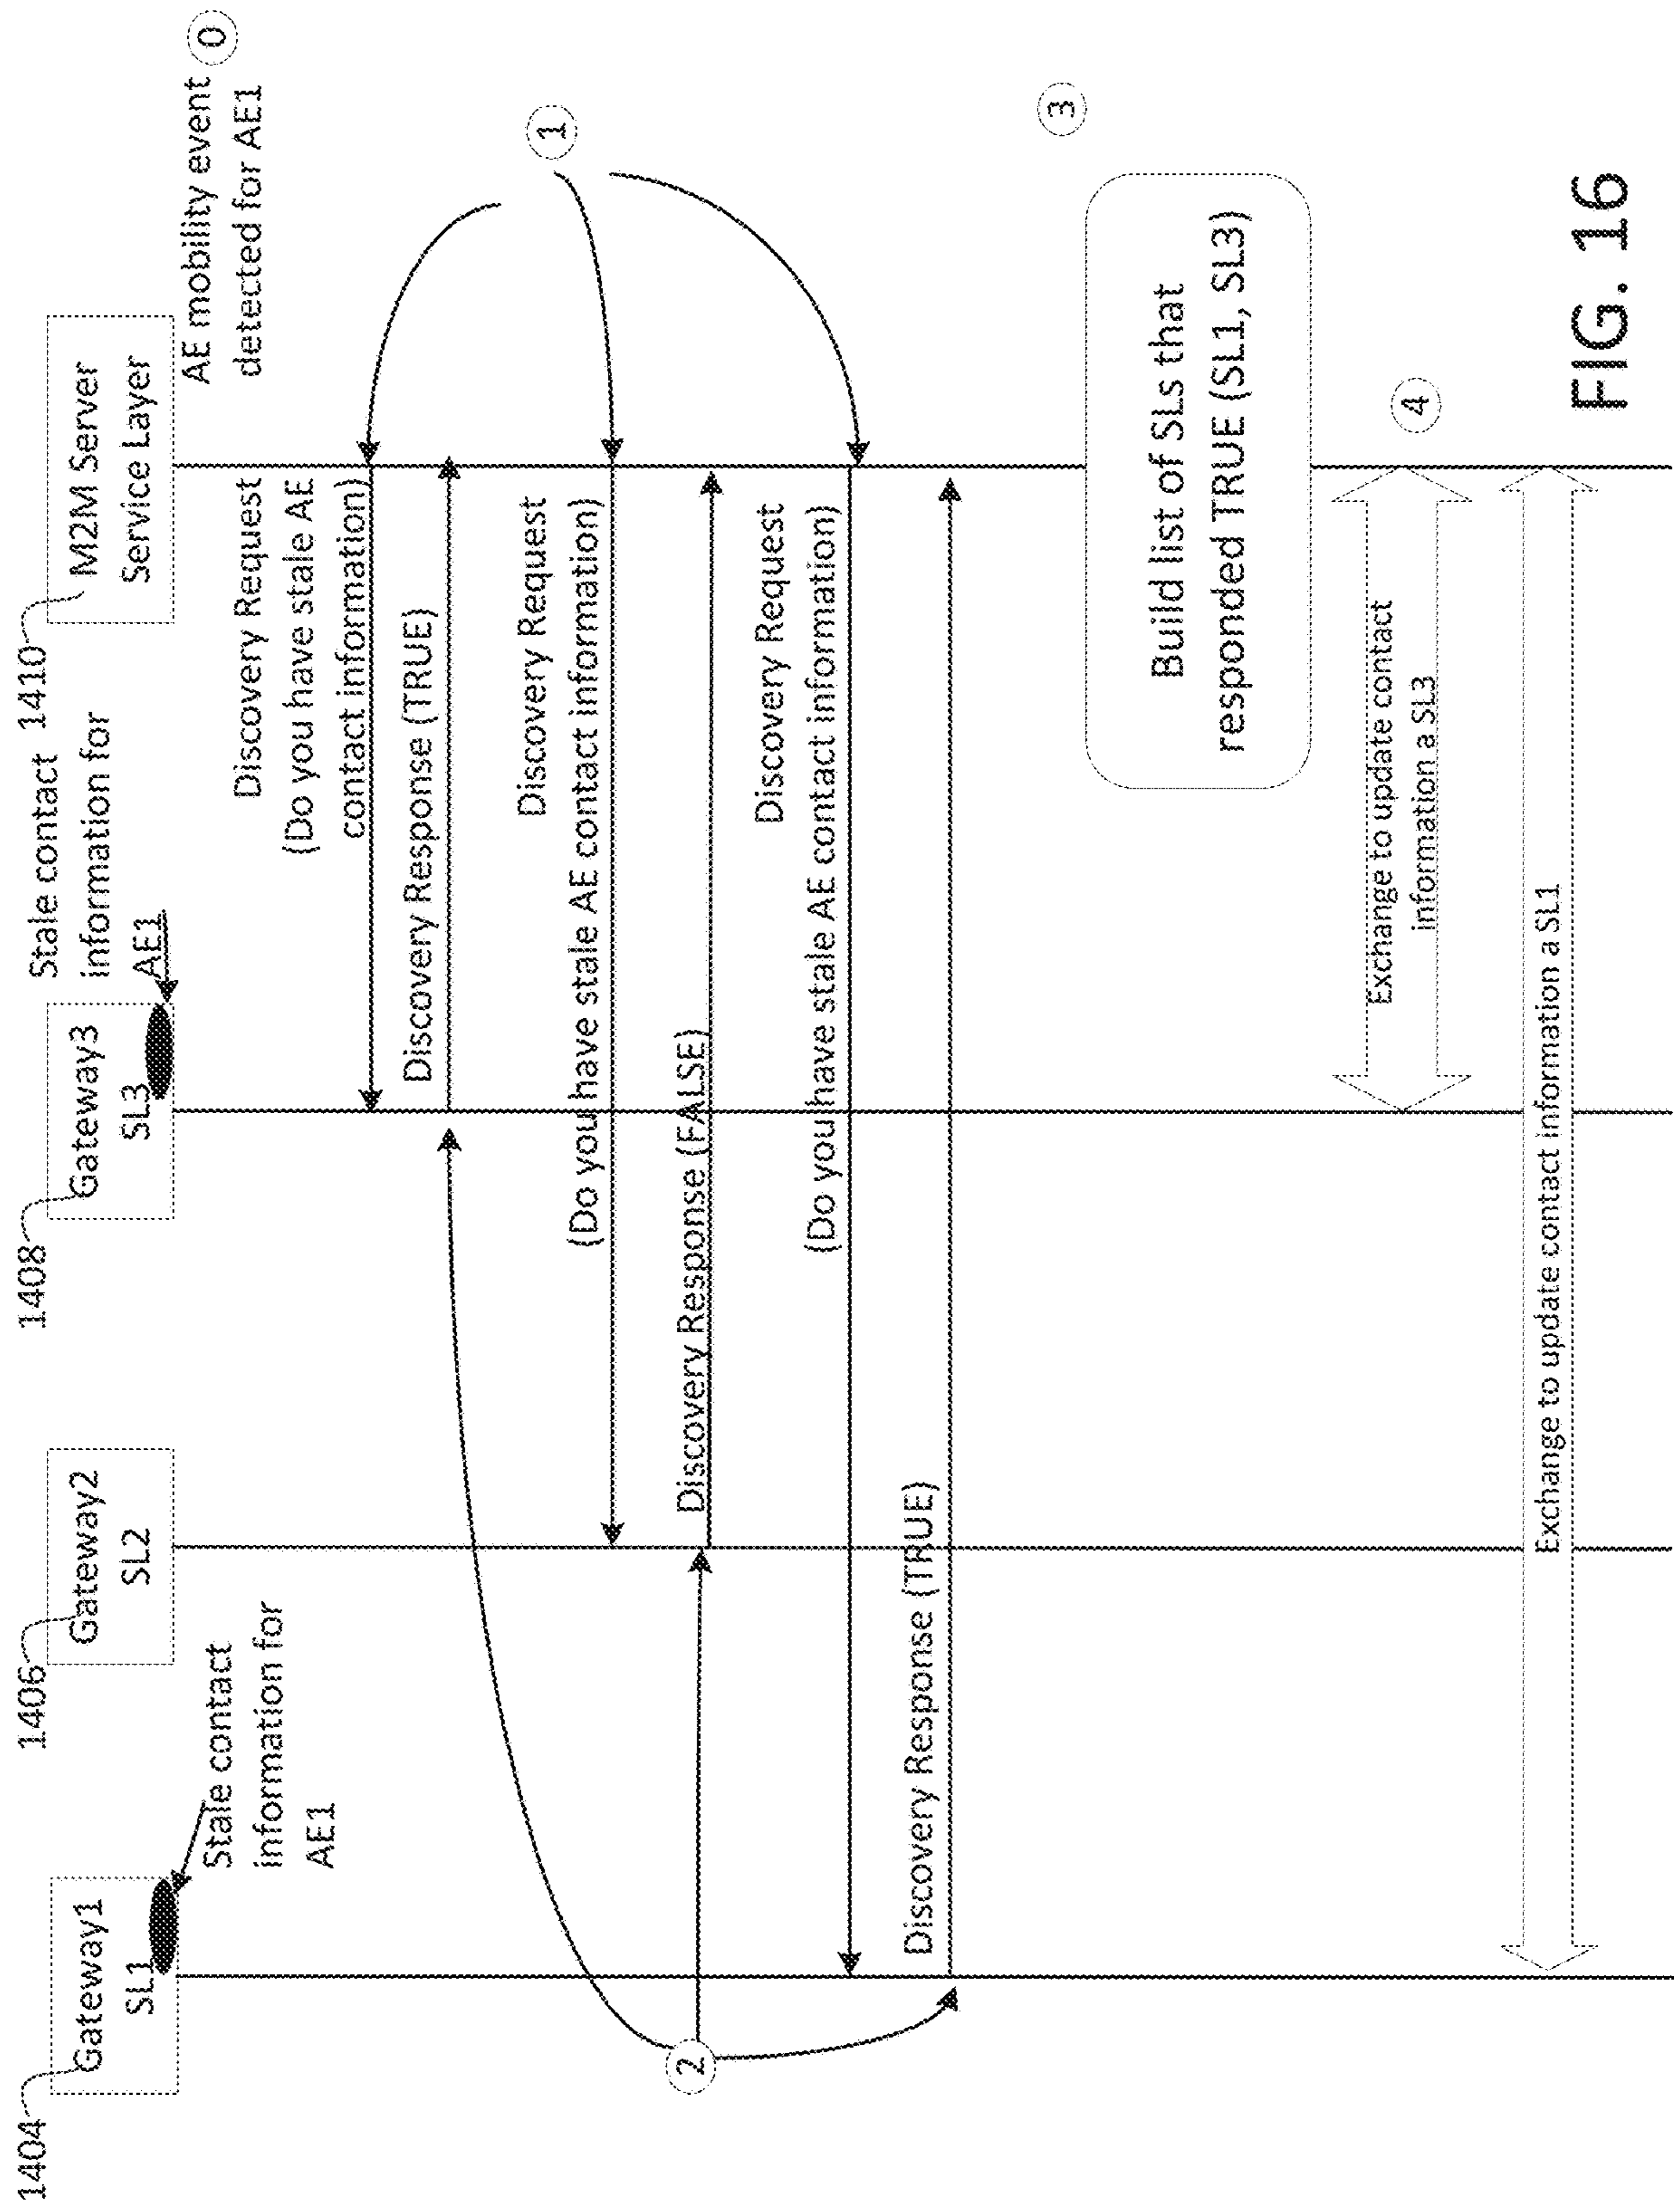 1404
Gateway1
SL1
Stale contact
information for
AE1
1406
Gateway2
SL2
1408
Gateway3
SL3
Stale contact
information for
AE1
1410
M2M Server
Service Layer
AE mobility event
detected for AE1
0
Discovery Request
(Do you have stale AE
contact information)
1
Discovery Response (TRUE)
Discovery Request
(Do you have stale AE contact information)
2
Discovery Response (FALSE)
Discovery Request
(Do you have stale AE contact information)
Discovery Response (TRUE)
3
Build list of SLs that
responded TRUE (SL1, SL3)
Exchange to update contact
information a SL3
4
Exchange to update contact information a SL1
FIG. 16